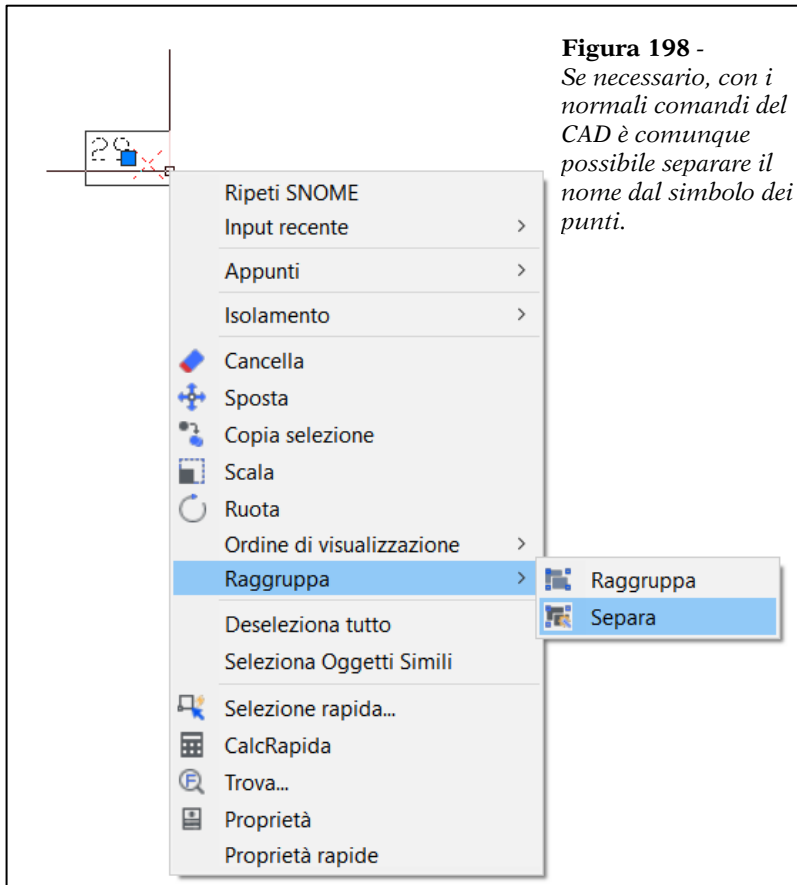 Figura 198 -
Se necessario, con i
normali comandi del
CAD è comunque
possibile separare il
nome dal simbolo dei
punti.
29
Ripeti SNOME
Input recente
Appunti
Isolamento
Cancella
Sposta
Copia selezione
Scala
Ruota
Ordine di visualizzazione
Raggruppa
Raggruppa
Separa
Deseleziona tutto
Seleziona Oggetti Simili
Selezione rapida...
CalcRapida
Trova...
Proprietà
Proprietà rapide